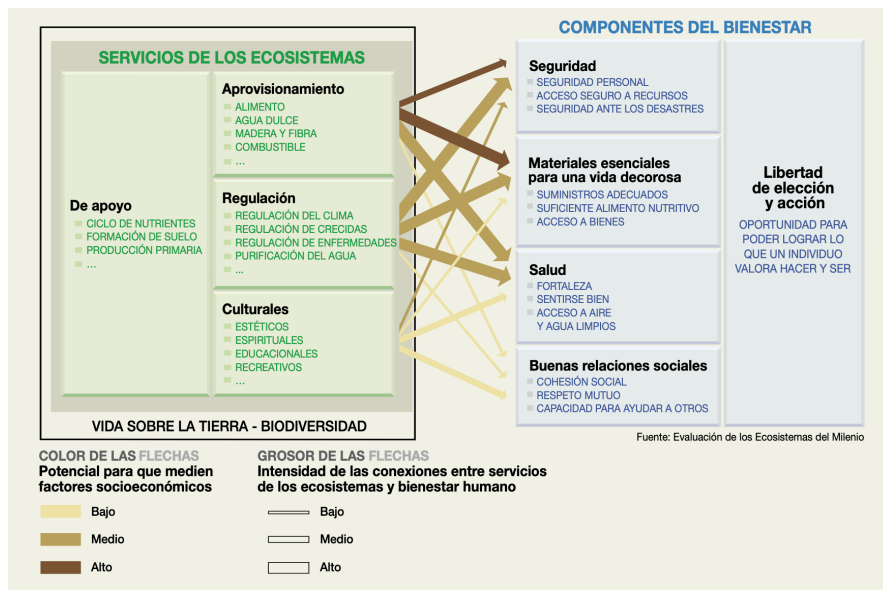 SERVICIOS DE LOS ECOSISTEMAS
De apoyo
CICLO DE NUTRIENTES
FORMACIÓN DE SUELO
PRODUCCIÓN PRIMARIA
...
Aprovisionamiento
ALIMENTO
AGUA DULCE
MADERA Y FIBRA
COMBUSTIBLE
...
Regulación
REGULACIÓN DEL CLIMA
REGULACIÓN DE CRECIDAS
REGULACIÓN DE ENFERMEDADES
PURIFICACIÓN DEL AGUA
...
Culturales
ESTÉTICOS
ESPIRITUALES
EDUCACIONALES
RECREATIVOS
...
VIDA SOBRE LA TIERRA - BIODIVERSIDAD
COMPONENTES DEL BIENESTAR
Seguridad
SEGURIDAD PERSONAL
ACCESO SEGURO A RECURSOS
SEGURIDAD ANTE LOS DESASTRES
Materiales esenciales
para una vida decorosa
SUMINISTROS ADECUADOS
SUFICIENTE ALIMENTO NUTRITIVO
ACCESO A BIENES
Salud
FORTALEZA
SENTIRSE BIEN
ACCESO A AIRE
Y AGUA LIMPIOS
Buenas relaciones sociales
COHESIÓN SOCIAL
RESPETO MUTUO
CAPACIDAD PARA AYUDAR A OTROS
Libertad
de elección
y acción
OPORTUNIDAD PARA
PODER LOGRAR LO
QUE UN INDIVIDUO
VALORA HACER Y SER
Fuente: Evaluación de los Ecosistemas del Milenio
COLOR DE LAS FLECHAS
Potencial para que medien
factores socioeconómicos
Bajo
Medio
Alto
GROSOR DE LAS FLECHAS
Intensidad de las conexiones entre servicios
de los ecosistemas y bienestar humano
Bajo
Medio
Alto